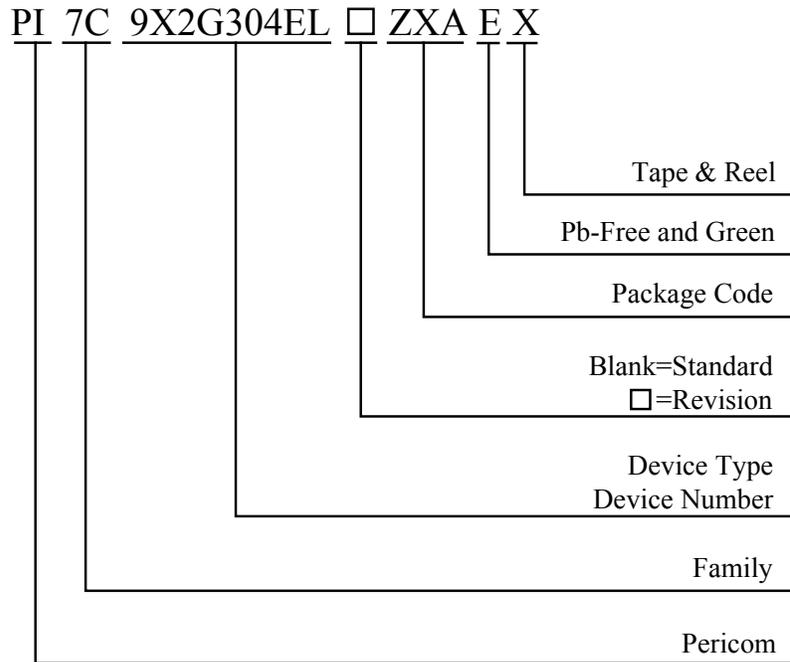 PI 7C 9X2G304EL □ ZXA E X
Tape & Reel
Pb-Free and Green
Package Code
Blank=Standard
□=Revision
Device Type
Device Number
Family
Pericom